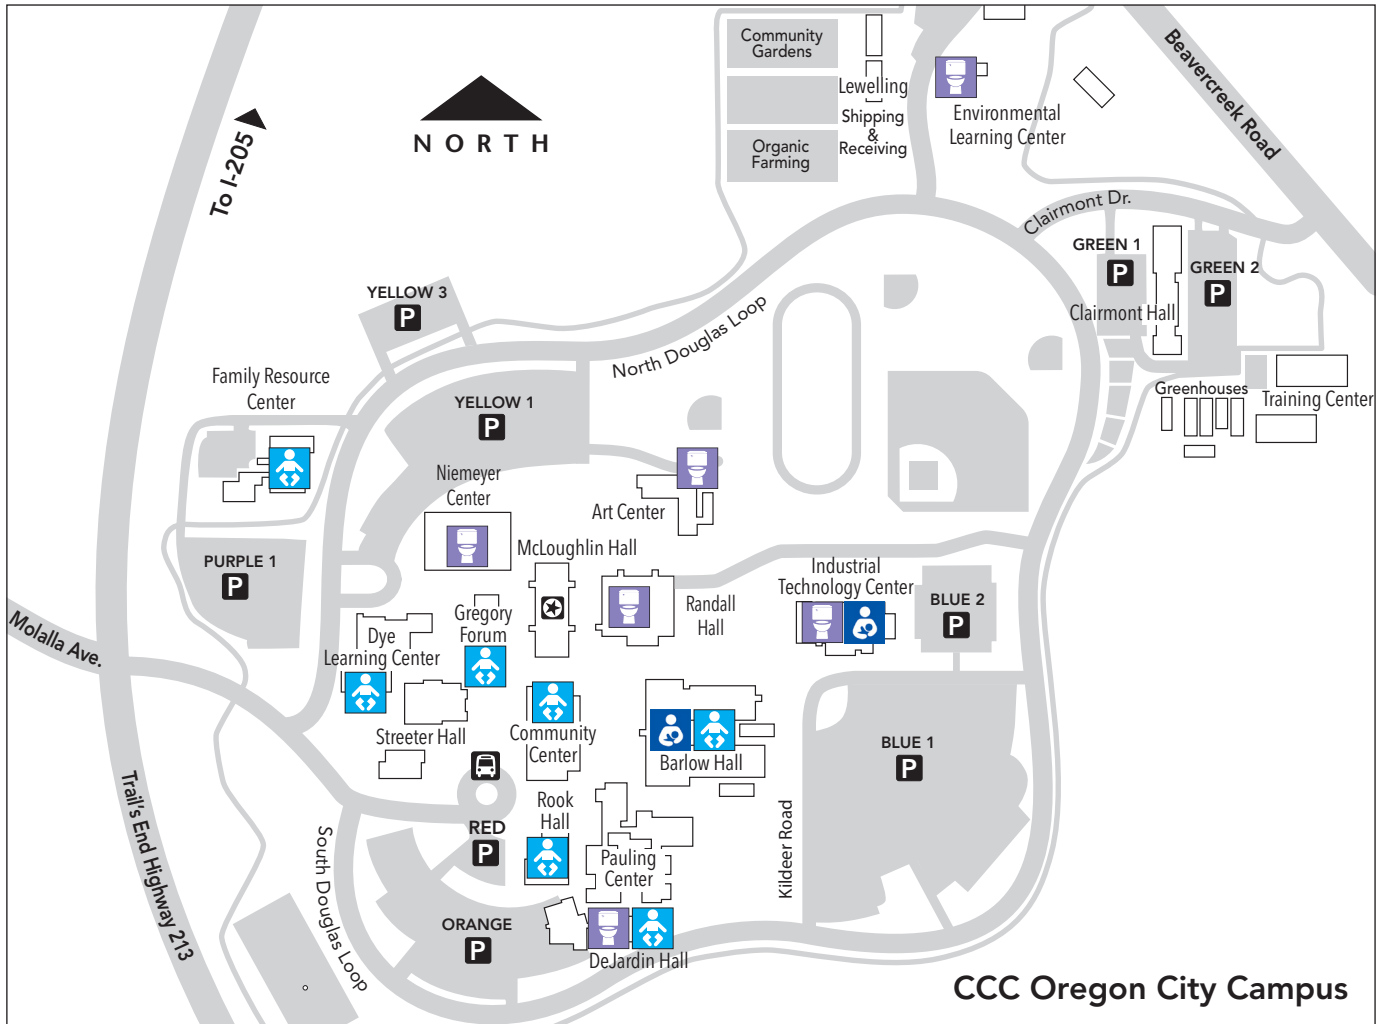 Community
Gardens
Lewelling
Shipping
&
Receiving
Organic
Farming
Environmental
Learning Center
Beavercreek Road
To I-205
NORTH
Clairmont Dr.
GREEN 1
P
GREEN 2
P
Clairmont Hall
YELLOW 3
P
North Douglas Loop
Family Resource
Center
YELLOW 1
P
Greenhouses
Training Center
Niemeyer
Center
Art Center
McLoughlin Hall
PURPLE 1
P
Industrial
Technology Center
BLUE 2
P
Randall
Hall
Gregory
Forum
Molalla Ave.
Dye
Learning Center
Streeter Hall
Community
Center
Barlow Hall
BLUE 1
P
Trail's End Highway 213
South Douglas Loop
RED
P
Rook
Hall
Pauling
Center
Kildeer Road
ORANGE
P
DeJardin Hall
CCC Oregon City Campus